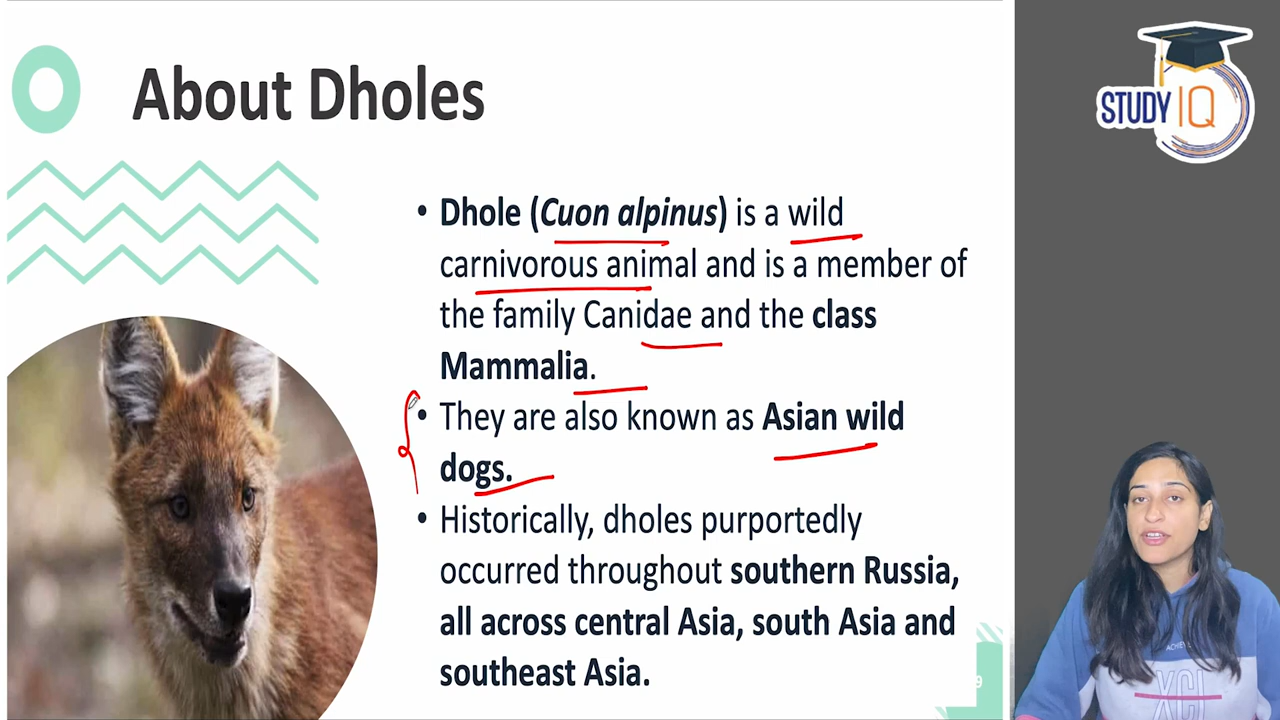 About Dholes
STUDY IQ
• Dhole (Cuon alpinus) is a wild
carnivorous animal and is a member of
the family Canidae and the class
Mammalia.
• They are also known as Asian wild
dogs.
• Historically, dholes purportedly
occurred throughout southern Russia,
all across central Asia, south Asia and
southeast Asia.
9
XCI